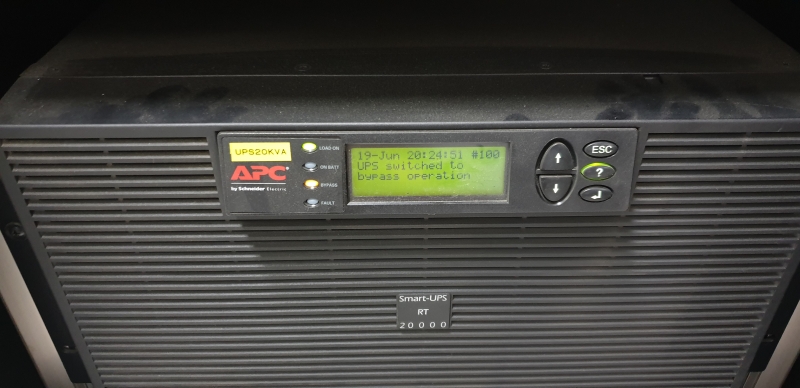 UPS20KVA
APC
by Schneider Electric
LOAD ON
ON BATT
BYPASS
FAULT
19-Jun 20:24:51 #100
UPS switched to
bypass operation
ESC
?
Smart-UPS
RT
20000